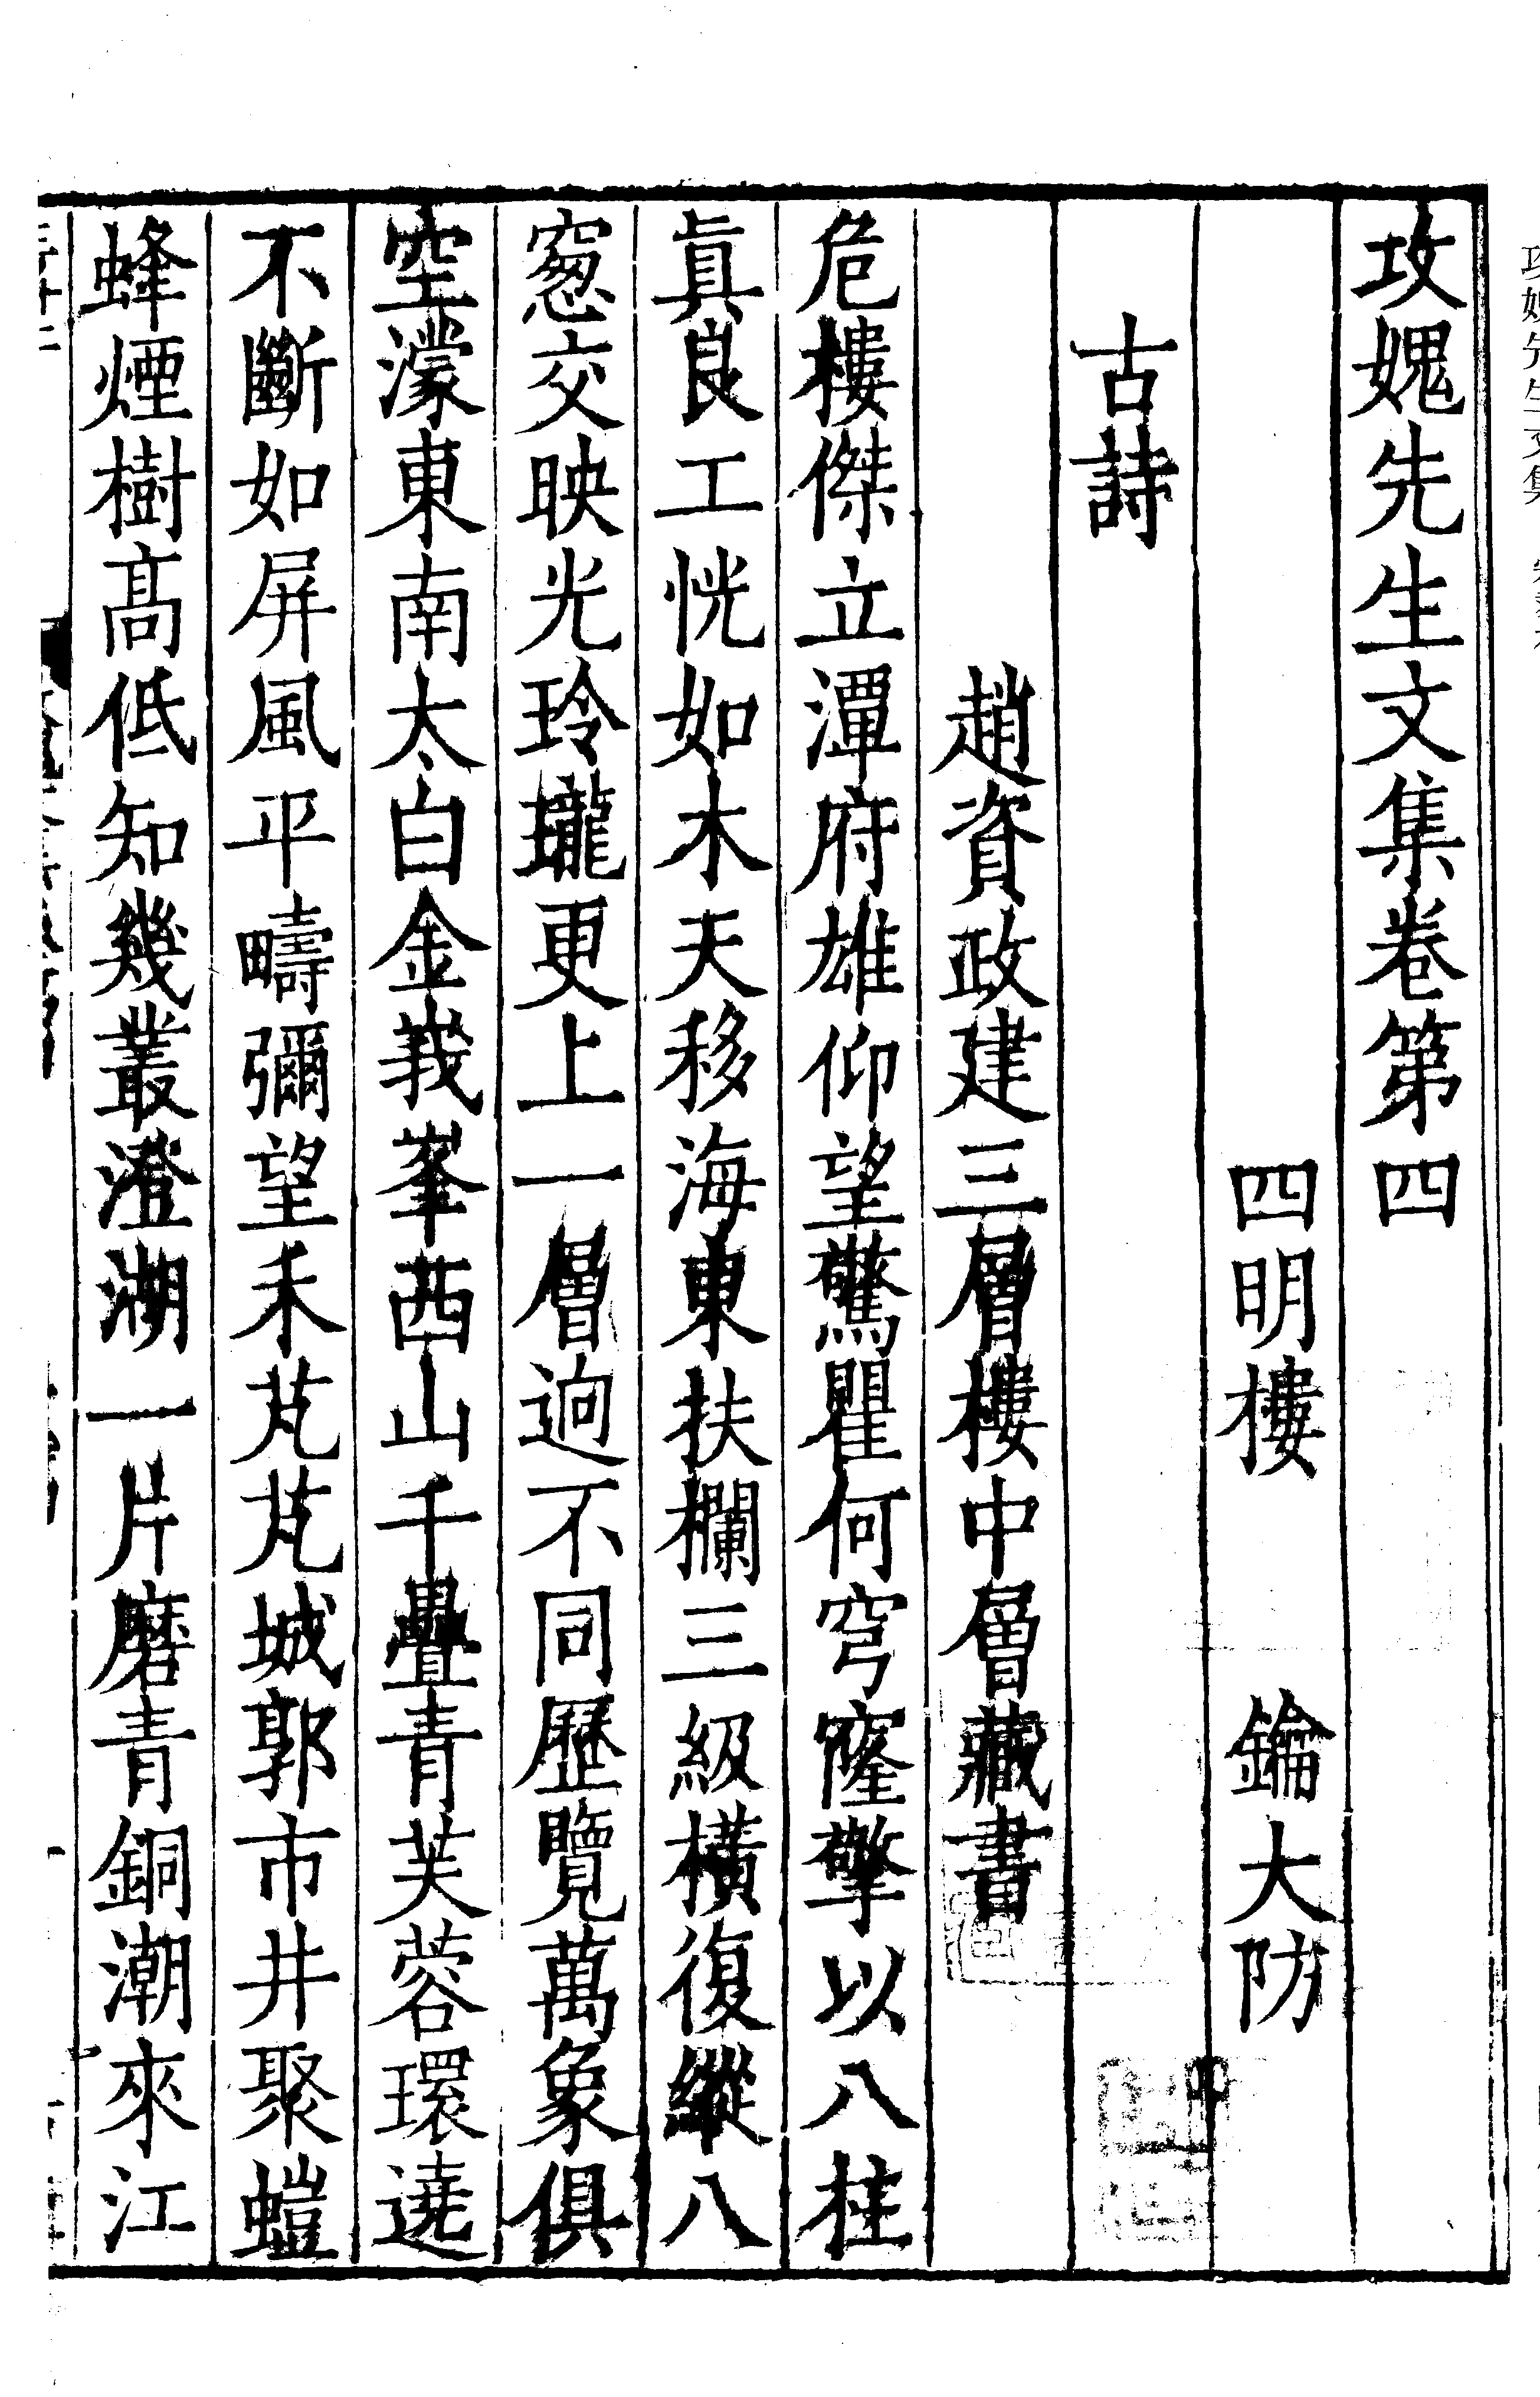 攻媿先生文集卷第四
四明樓　鑰大防
古詩
趙資政建三層樓中層藏書
危樓傑立潭府雄仰望驚瞿何穹窿擎以八柱
眞良工恍如木天移海東扶欄三級橫復縱八
窻交映光玲瓏更上一層逈不同歷覽萬象俱
空濛東南太白金峩峯西山千疊青芙蓉環遶
不斷如屏風平疇彌望禾芃芃城郭市井聚螘
蜂煙樹髙低知幾叢澄湖一片磨青銅潮來江